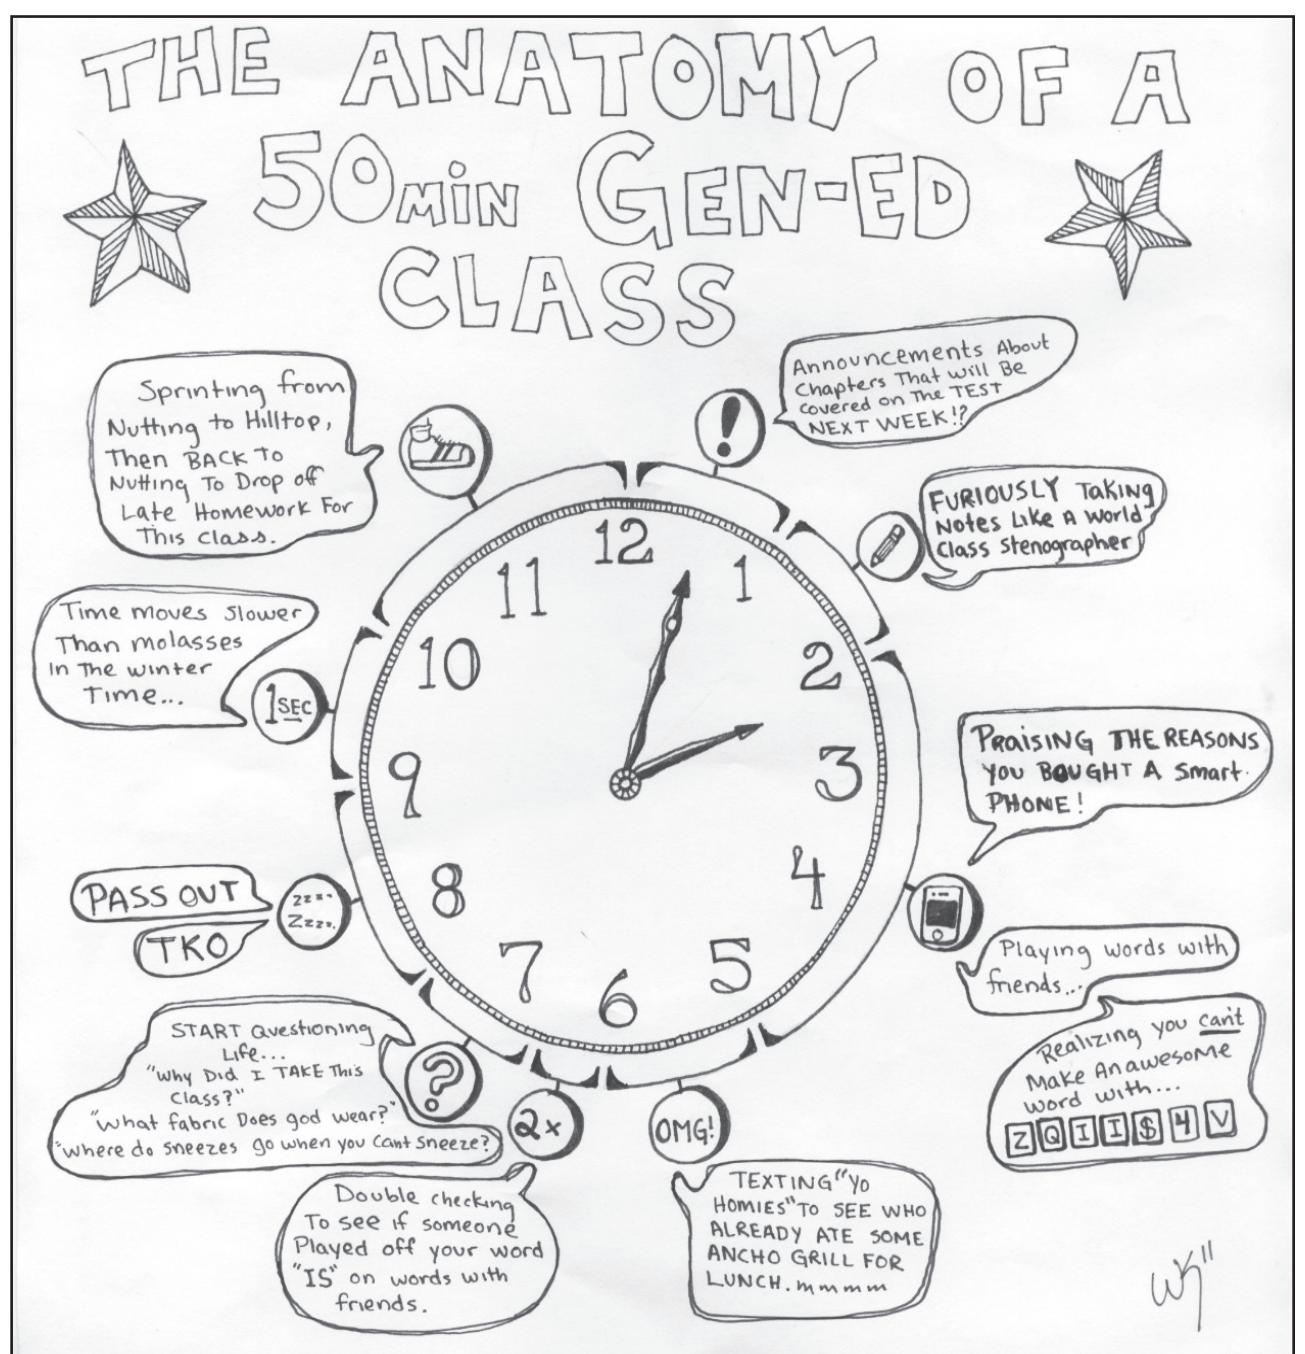 THE ANATOMY OF A
50MIN GEN-ED
CLASS
Announcements About
Chapters That Will Be
covered on The TEST
NEXT WEEK!?
!
FURIOUSLY Taking
Notes Like A World
Class Stenographer
PRaisING THE REASONS
you BOUGHT A Smart.
PHONE!
Playing words with
friends...
Realizing you can't
Make An awesome
word with...
Z Q I I $ 4 V
OMG!
TEXTING "YO
HOMIES" TO SEE WHO
ALREADY ATE SOME
ANCHO GRILL FOR
LUNCH. mmmm
2x
Double checking
To see if someone
Played off your word
"IS" on words with
friends.
?
START Questioning
Life...
"Why Did I TAKE This
Class?"
"What fabric Does god wear?"
"Where do sneezes go when you Cant Sneeze?
zzzz..
Zzzz..
PASS OUT
TKO
1SEC
Time moves slower
Than molasses
In The winter
Time...
Sprinting from
Nutting to Hilltop,
Then BACK To
Nutting To Drop off
Late Homework For
This class.
12
1
2
3
4
5
6
7
8
9
10
11
WK"